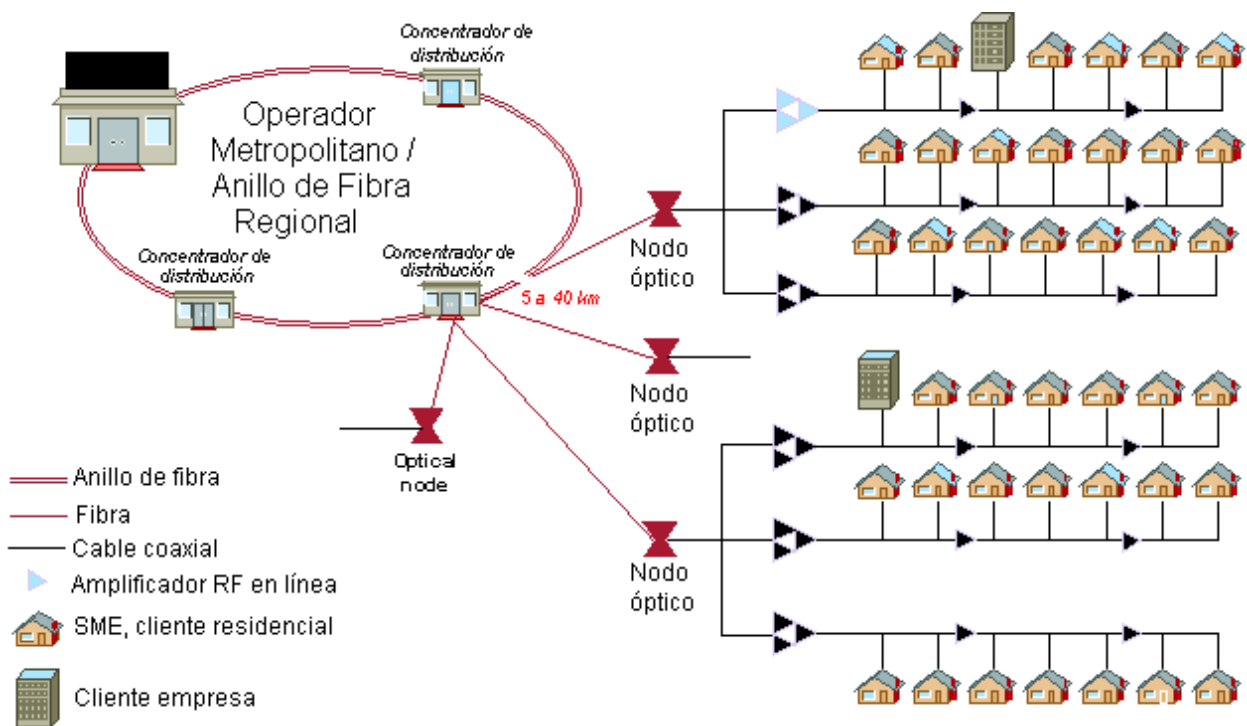 Concentrador de
distribución
Operador
Metropolitano /
Anillo de Fibra
Regional
Concentrador de
distribución
Concentrador de
distribución
5 a 40 km
Nodo
óptico
Nodo
óptico
Optical
node
Nodo
óptico
Anillo de fibra
Fibra
Cable coaxial
Amplificador RF en línea
SME, cliente residencial
Cliente empresa